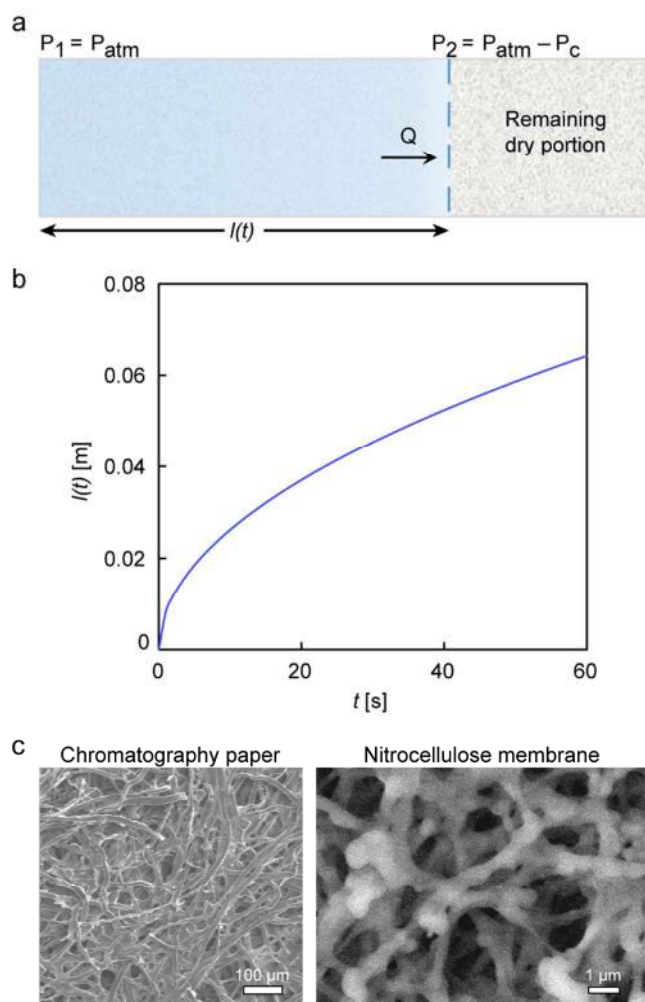 a
P₁ = Pₐₜₘ
P₂ = Pₐₜₘ – P꜀
Q
Remaining
dry portion
l(t)
b
0.08
0.06
0.04
0.02
0
l(t) [m]
0
20
40
60
t [s]
c
Chromatography paper
Nitrocellulose membrane
100 µm
1 µm